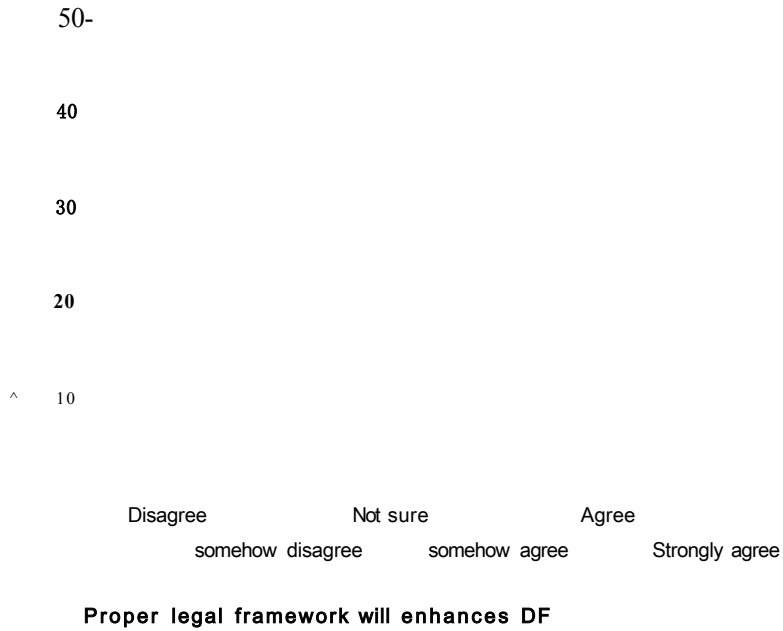 50-
40
30
20
^ 10
Disagree Not sure Agree
somehow disagree somehow agree Strongly agree
Proper legal framework will enhances DF